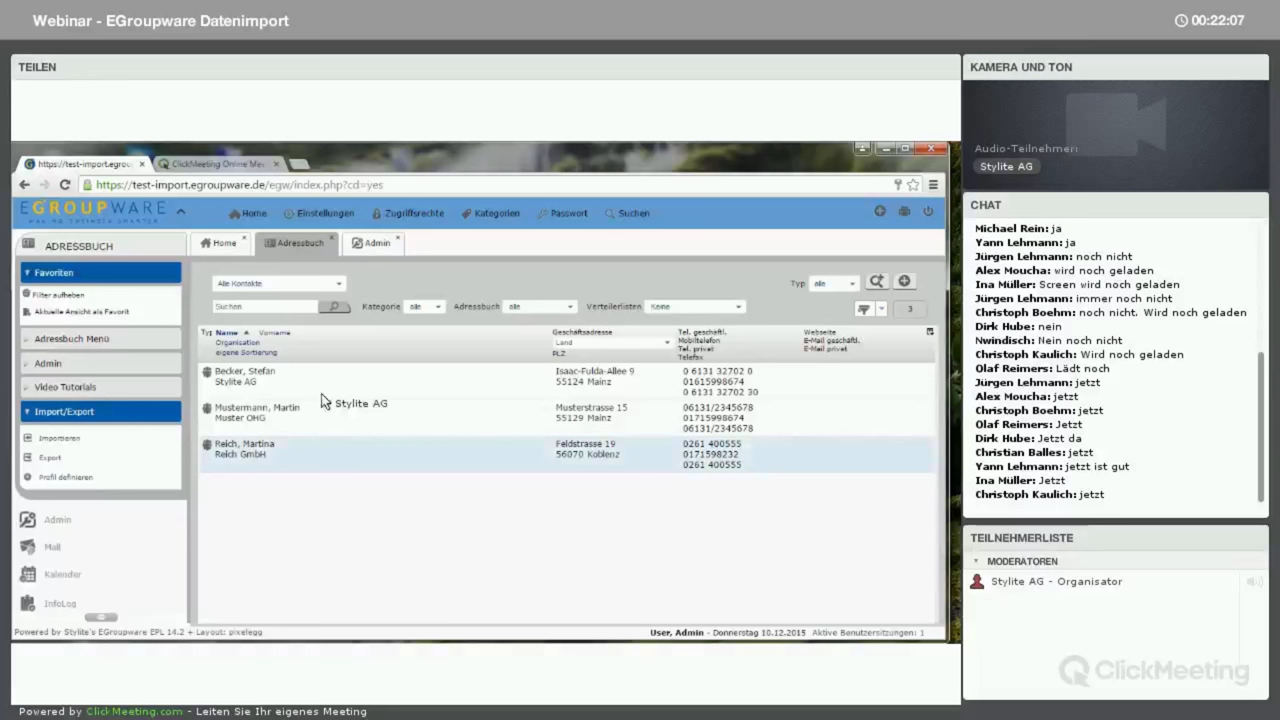 Webinar - EGroupware Datenimport
00:22:07
TEILEN
https://test-import.egrou
ClickMeeting Online Me
https://test-import.egroupware.de/egw/index.php?cd=yes
EGROUPWARE
Home Einstellungen Zugriffsrechte Kategorien Passwort Suchen
ADRESSBUCH
Home Adressbuch Admin
Favoriten
Filter aufheben
Aktuelle Ansicht als Favorit
Adressbuch Menü
Admin
Video Tutorials
Import/Export
Importieren
Export
Profil definieren
Admin
Mail
Kalender
InfoLog
Alle Kontakte
Typ alle
Suchen
Kategorie alle Adressbuch alle Verteilerlisten Keine
3
Typ Name Vorname
Organisation
eigene Sortierung
Geschäftsadresse
Land
PLZ
Tel. geschäftl.
Mobiltelefon
Tel. privat
Telefax
Webseite
E-Mail geschäftl.
E-Mail privat
Becker, Stefan
Stylite AG
Isaac-Fulda-Allee 9
55124 Mainz
0 6131 32702 0
01615998674
0 6131 32702 30
Stylite AG
Mustermann, Martin
Muster OHG
Musterstrasse 15
55129 Mainz
06131/2345678
01715998674
06131/2345678
Reich, Martina
Reich GmbH
Feldstrasse 19
56070 Koblenz
0261 400555
0171598232
0261 400555
Powered by Stylite's EGroupware EPL 14.2 + Layout: pixelegg
User, Admin - Donnerstag 10.12.2015 Aktive Benutzersitzungen: 1
KAMERA UND TON
Audio-Teilnehmer:
Stylite AG
CHAT
Michael Rein: ja
Yann Lehmann: ja
Jürgen Lehmann: noch nicht
Alex Moucha: wird noch geladen
Ina Müller: Screen wird noch geladen
Jürgen Lehmann: immer noch nicht
Christoph Boehm: noch nicht. Wird noch geladen
Dirk Hube: nein
Nwindisch: Nein noch nicht
Christoph Kaulich: Wird noch geladen
Olaf Reimers: Lädt noch
Jürgen Lehmann: jetzt
Alex Moucha: jetzt
Christoph Boehm: jetzt
Olaf Reimers: Jetzt
Dirk Hube: Jetzt da
Christian Balles: jetzt
Yann Lehmann: jetzt ist gut
Ina Müller: Jetzt
Christoph Kaulich: jetzt
TEILNEHMERLISTE
MODERATOREN
Stylite AG - Organisator
ClickMeeting
Powered by ClickMeeting.com - Leiten Sie Ihr eigenes Meeting